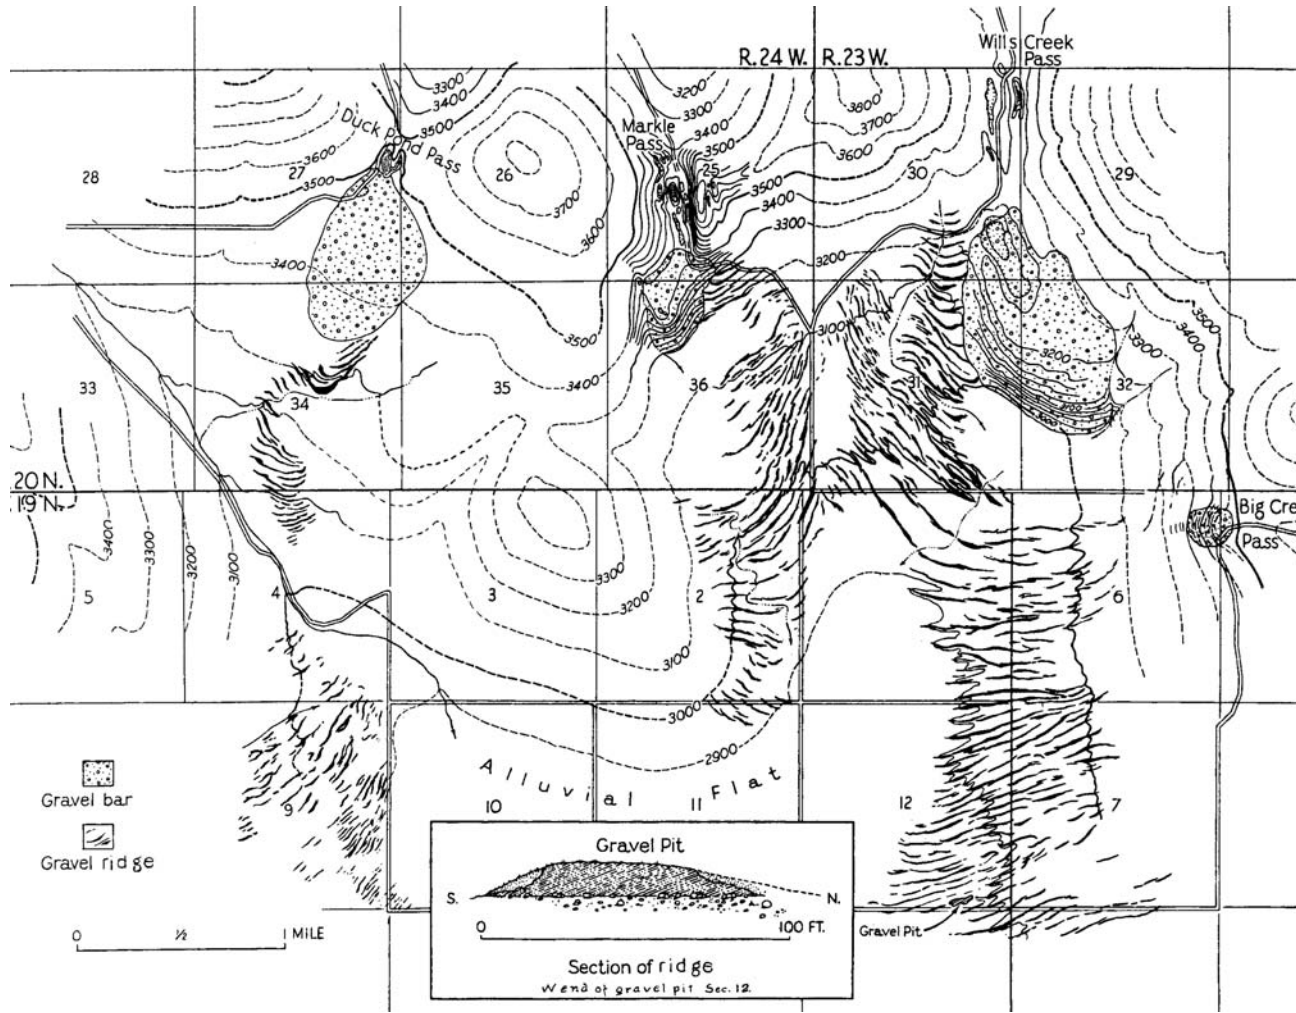 Wills Creek
Pass
R.24 W. R.23 W.
3300
3400
3500
3200
3300
3400
3500
3800
3700
3600
Duck Pond Pass
Markle
Pass
3600
3500
28
27
26
25
30
29
3700
3600
3500
3400
3300
3200
3400
3500
3400
3100
3200
3500
3400
3300
33
34
35
36
31
32
20 N.
19 N.
Big Cre
Pass
3400
3300
3200
3100
3300
3200
3100
3000
2900
5
4
3
2
6
Alluvial Flat
Gravel bar
Gravel ridge
9
10
11
12
7
0 ½ 1 MILE
Gravel Pit
S. N.
0 100 FT.
Section of ridge
W end of gravel pit Sec. 12.
Gravel Pit